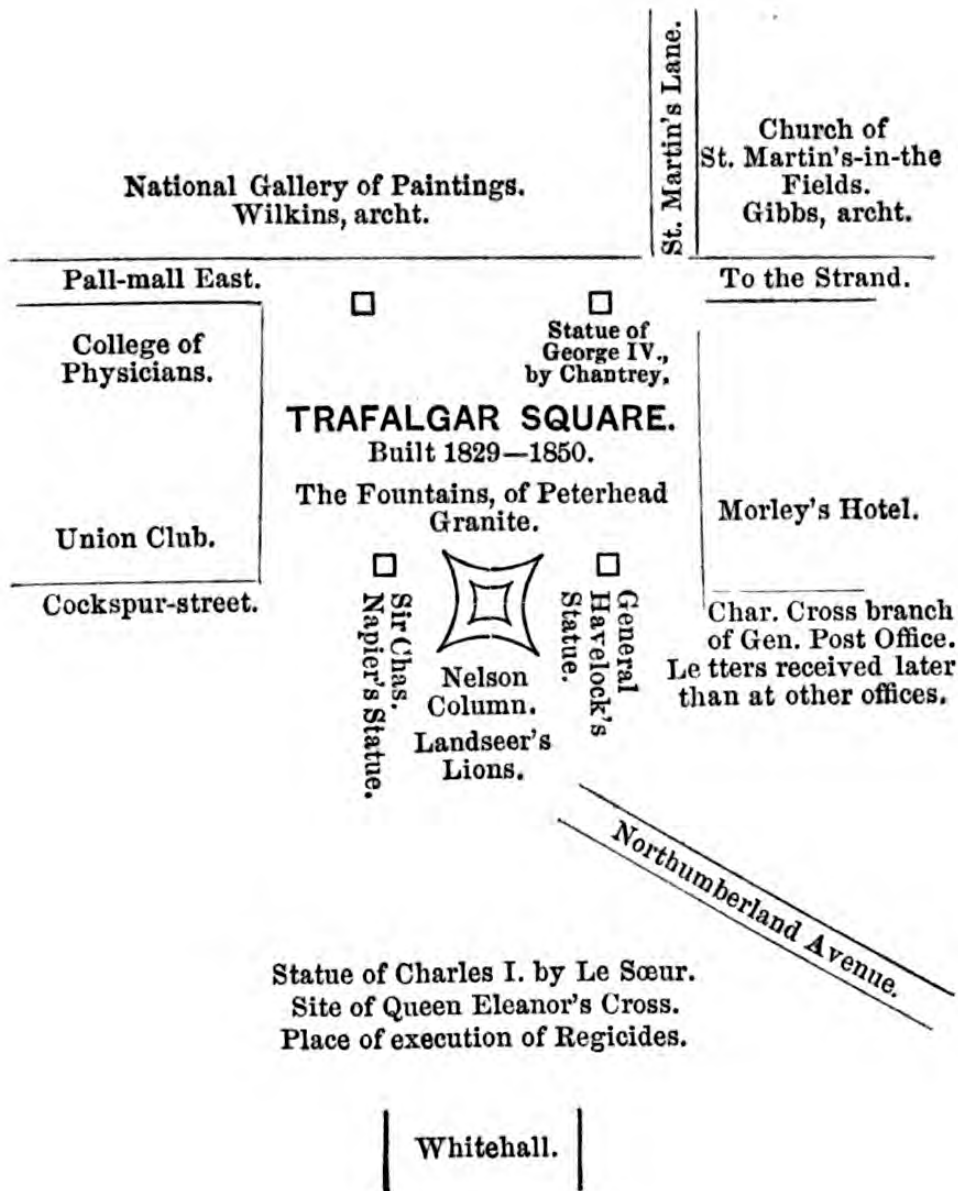 St. Martin's Lane.
Church of
St. Martin's-in-the
Fields.
Gibbs, archt.
National Gallery of Paintings.
Wilkins, archt.
Pall-mall East.
To the Strand.
College of
Physicians.
Statue of
George IV.,
by Chantrey.
TRAFALGAR SQUARE.
Built 1829—1850.
The Fountains, of Peterhead
Granite.
Union Club.
Morley's Hotel.
Cockspur-street.
Sir Chas.
Napier's Statue.
Nelson
Column.
Landseer's
Lions.
General
Havelock's
Statue.
Char. Cross branch
of Gen. Post Office.
Le tters received later
than at other offices.
Northumberland Avenue.
Statue of Charles I. by Le Sœur.
Site of Queen Eleanor's Cross.
Place of execution of Regicides.
Whitehall.